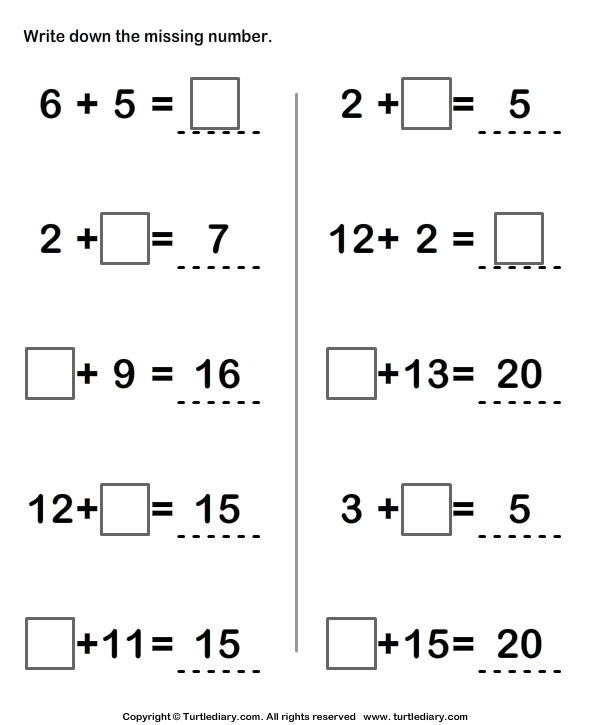 Write down the missing number.
6 + 5 = 
2 + = 5
2 + = 7
12+ 2 = 
+ 9 = 16
+13= 20
12+ = 15
3 + = 5
+11= 15
+15= 20
Copyright © Turtlediary.com. All rights reserved www. turtlediary.com